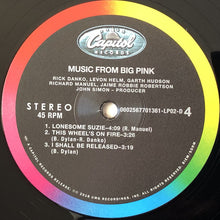 Capitol
RECORDS
MUSIC FROM BIG PINK
RICK DANKO, LEVON HELM, GARTH HUDSON
RICHARD MANUEL, JAIME ROBBIE ROBERTSON
JOHN SIMON - PRODUCER
STEREO
45 RPM
0602567701361-LP02-D
4
1. LONESOME SUZIE-4:09 (R. Manuel)
2. THIS WHEEL'S ON FIRE-3:28
(B. Dylan-R. Danko)
3. I SHALL BE RELEASED-3:19
(B. Dylan)